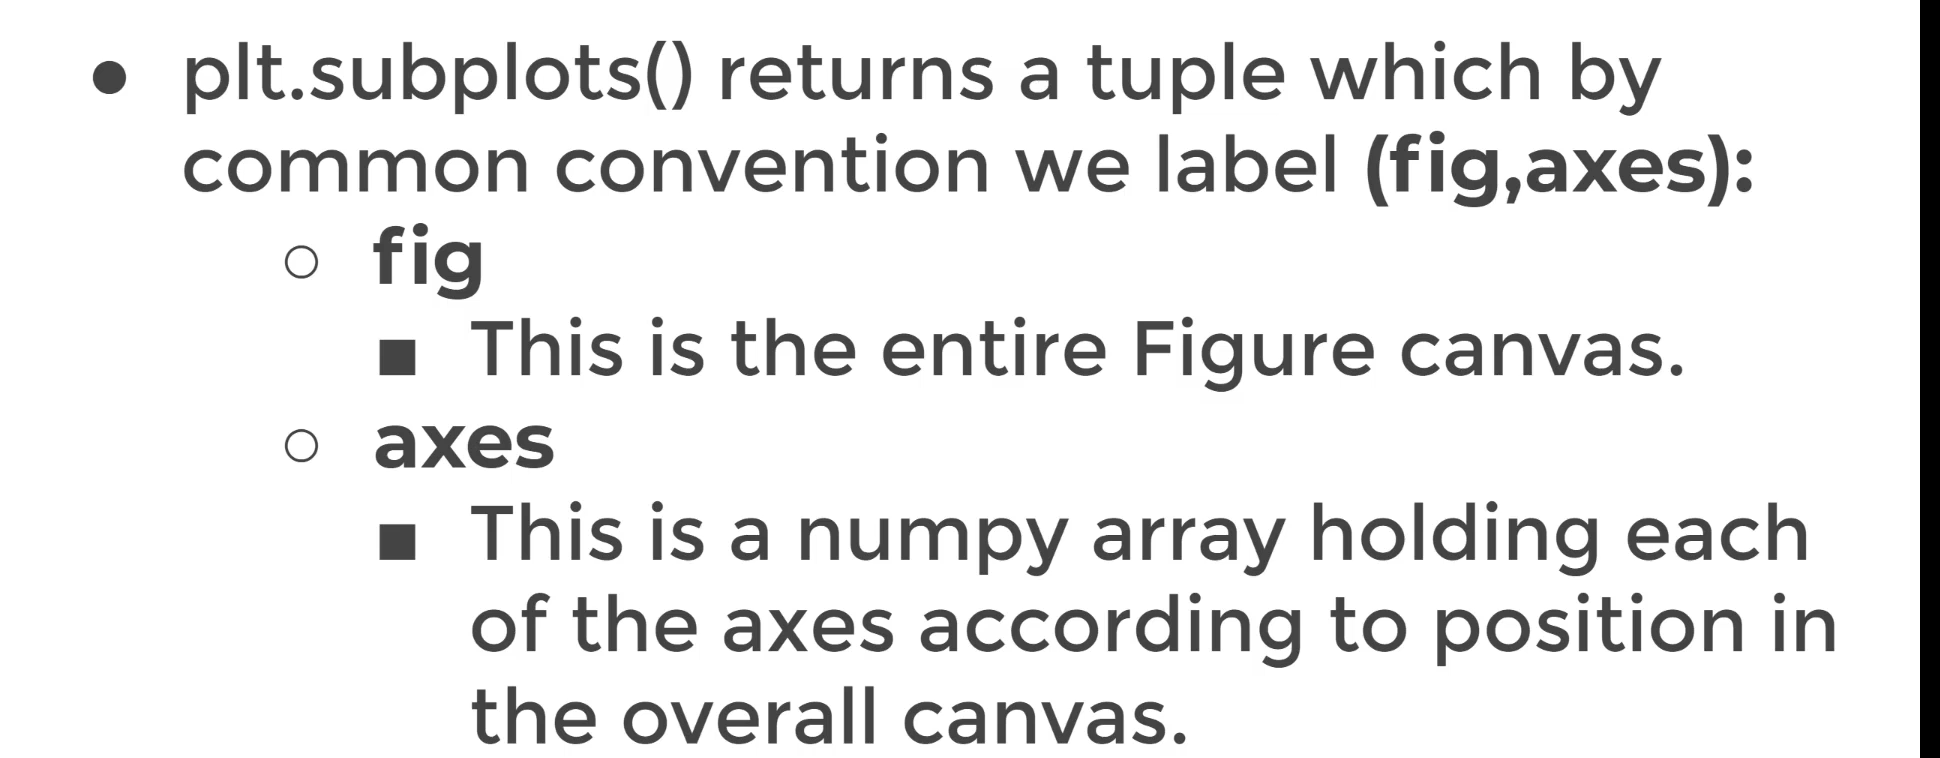 ● plt.subplots() returns a tuple which by
common convention we label (fig,axes):
○ fig
■ This is the entire Figure canvas.
○ axes
■ This is a numpy array holding each
of the axes according to position in
the overall canvas.